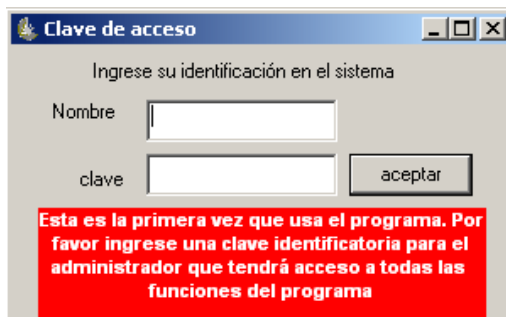 Clave de acceso
Ingrese su identificación en el sistema
Nombre
clave
aceptar
Esta es la primera vez que usa el programa. Por
favor ingrese una clave identificatoria para el
administrador que tendrá acceso a todas las
funciones del programa